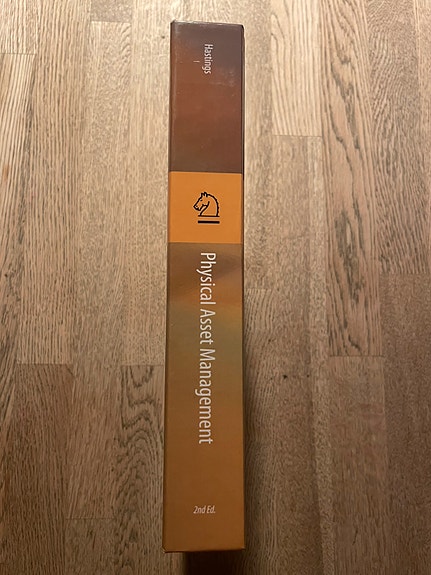 Hastings
Physical Asset Management
2nd Ed.